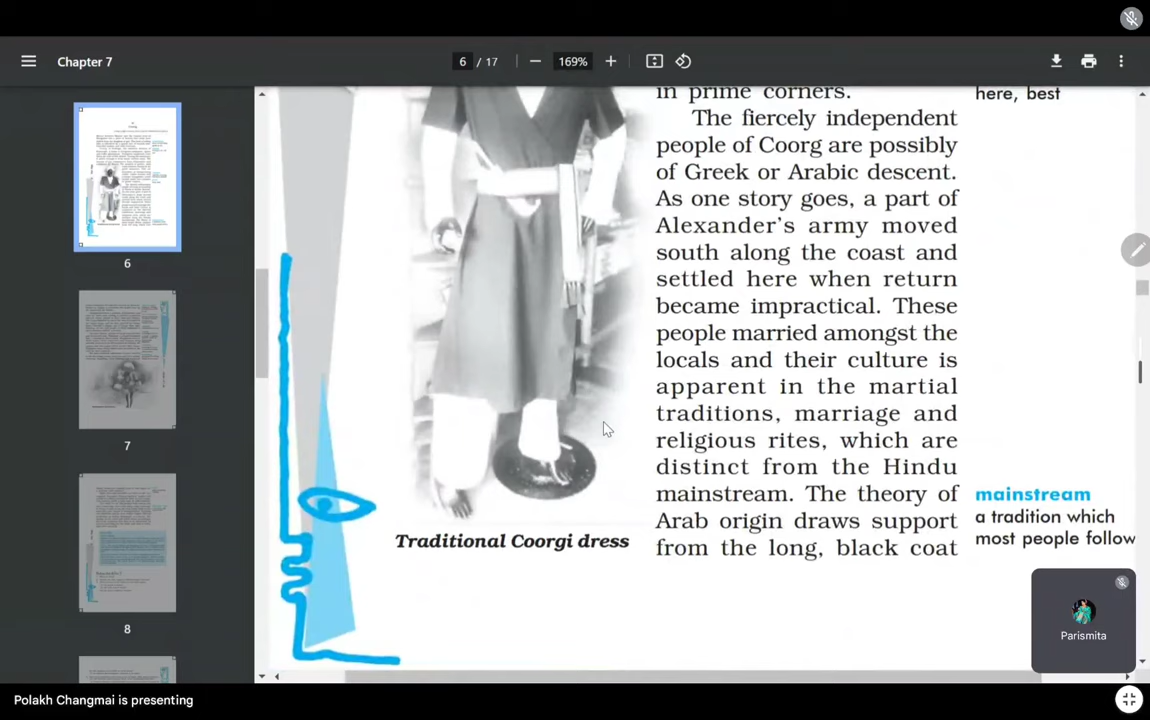 Chapter 7
6 / 17
169%
in prime corners.
The fiercely independent
people of Coorg are possibly
of Greek or Arabic descent.
As one story goes, a part of
Alexander's army moved
south along the coast and
settled here when return
became impractical. These
people married amongst the
locals and their culture is
apparent in the martial
traditions, marriage and
religious rites, which are
distinct from the Hindu
mainstream. The theory of
Arab origin draws support
from the long, black coat
here, best
mainstream
a tradition which
most people follow
Traditional Coorgi dress
6
7
8
Parismita
Polakh Changmai is presenting